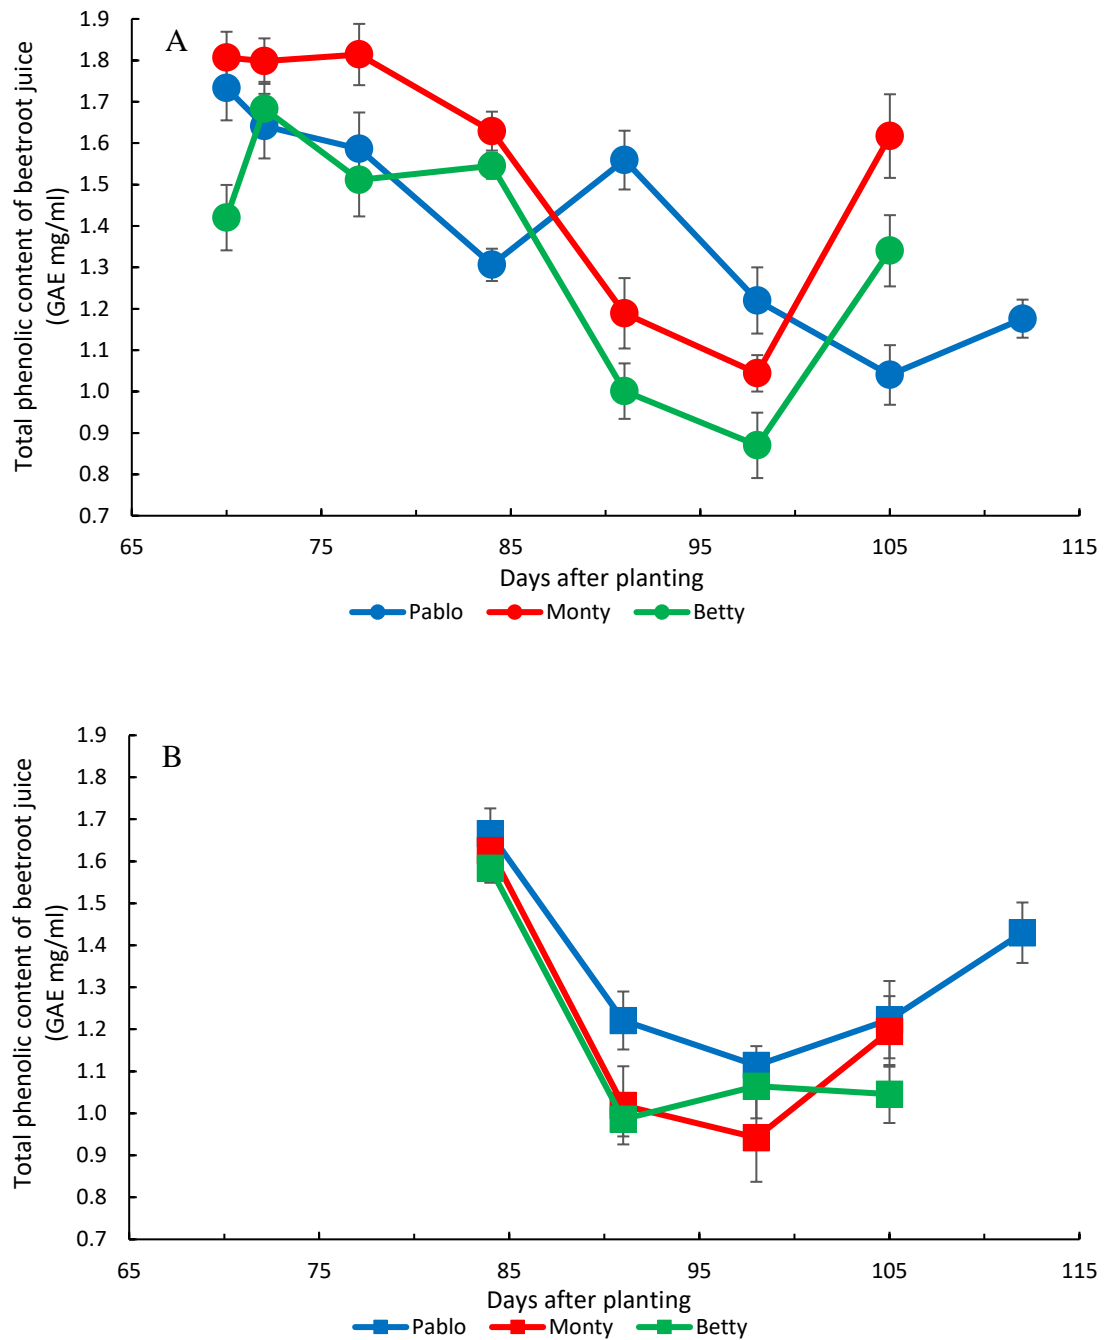 A
Total phenolic content of beetroot juice
(GAE mg/ml)
1.9
1.8
1.7
1.6
1.5
1.4
1.3
1.2
1.1
1.0
0.9
0.8
0.7
65 75 85 95 105 115
Days after planting
Pablo Monty Betty
B
Total phenolic content of beetroot juice
(GAE mg/ml)
1.9
1.8
1.7
1.6
1.5
1.4
1.3
1.2
1.1
1.0
0.9
0.8
0.7
65 75 85 95 105 115
Days after planting
Pablo Monty Betty